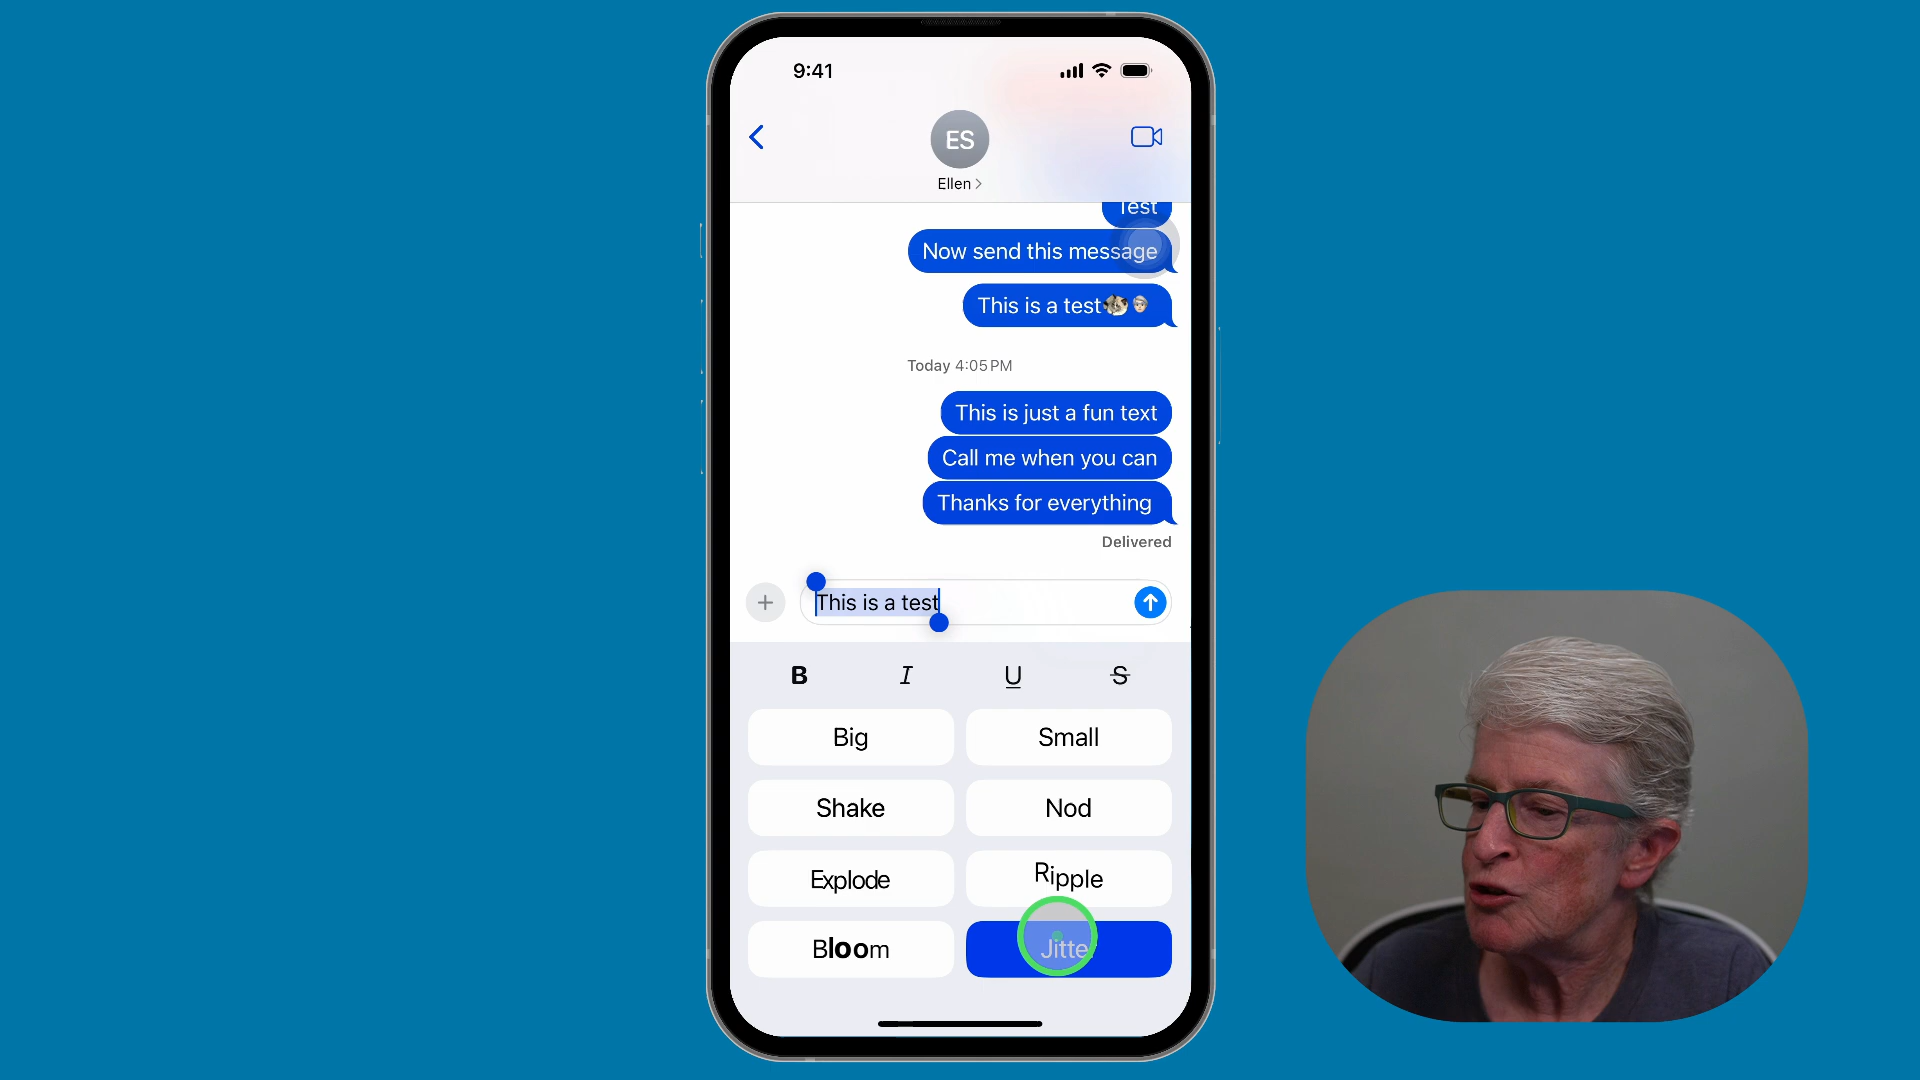 9:41
ES
Ellen >
Test
Now send this message
This is a test
Today 4:05 PM
This is just a fun text
Call me when you can
Thanks for everything
Delivered
This is a test
B I U S
Big Small
Shake Nod
Explode Ripple
Bloom Jitter